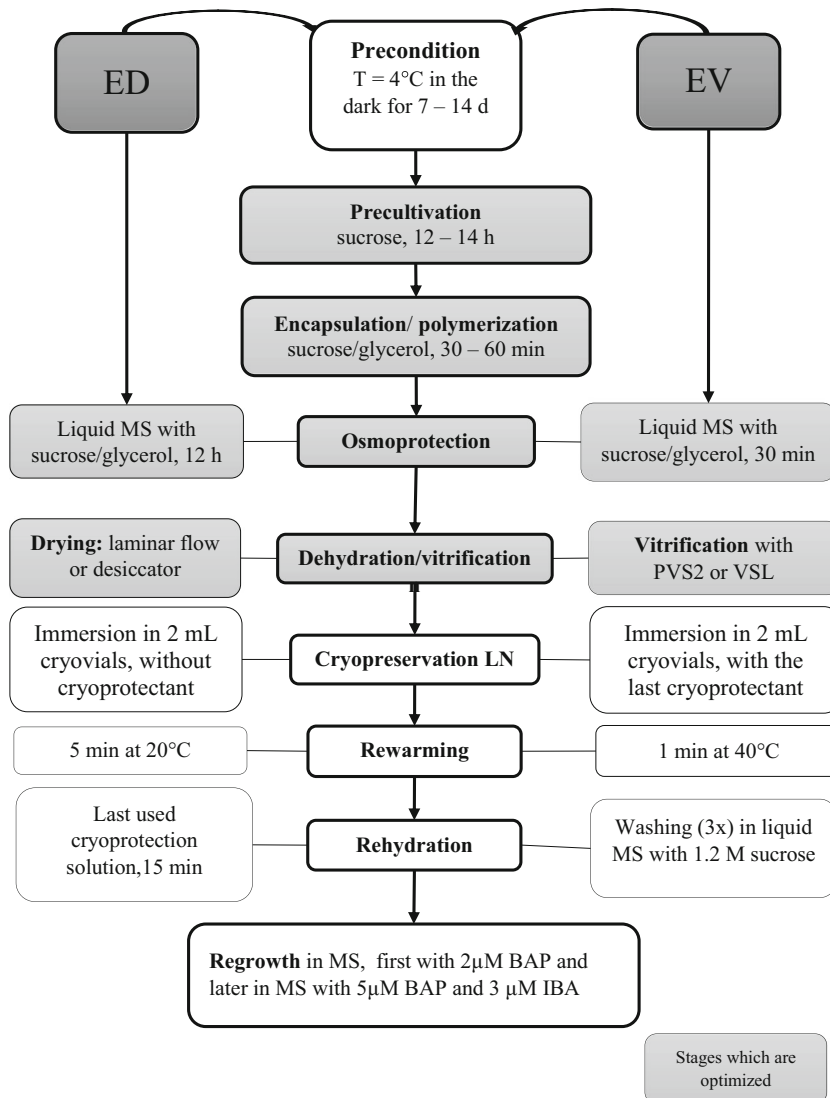 ED
Precondition
T = 4°C in the
dark for 7 – 14 d
EV
Precultivation
sucrose, 12 – 14 h
Encapsulation/ polymerization
sucrose/glycerol, 30 – 60 min
Liquid MS with
sucrose/glycerol, 12 h
Osmoprotection
Liquid MS with
sucrose/glycerol, 30 min
Drying: laminar flow
or desiccator
Dehydration/vitrification
n
Vitrification with
PVS2 or VSL
Immersion in 2 mL
cryovials, without
cryoprotectant
Cryopreservation LN
Immersion in 2 mL
cryovials, with the
last cryoprotectant
5 min at 20°C
Rewarming
1 min at 40°C
Last used
cryoprotection
solution,15 min
Rehydration
Washing (3x) in liquid
MS with 1.2 M sucrose
Regrowth in MS, first with 2µM BAP and
later in MS with 5µM BAP and 3 µM IBA
Stages which are
optimized